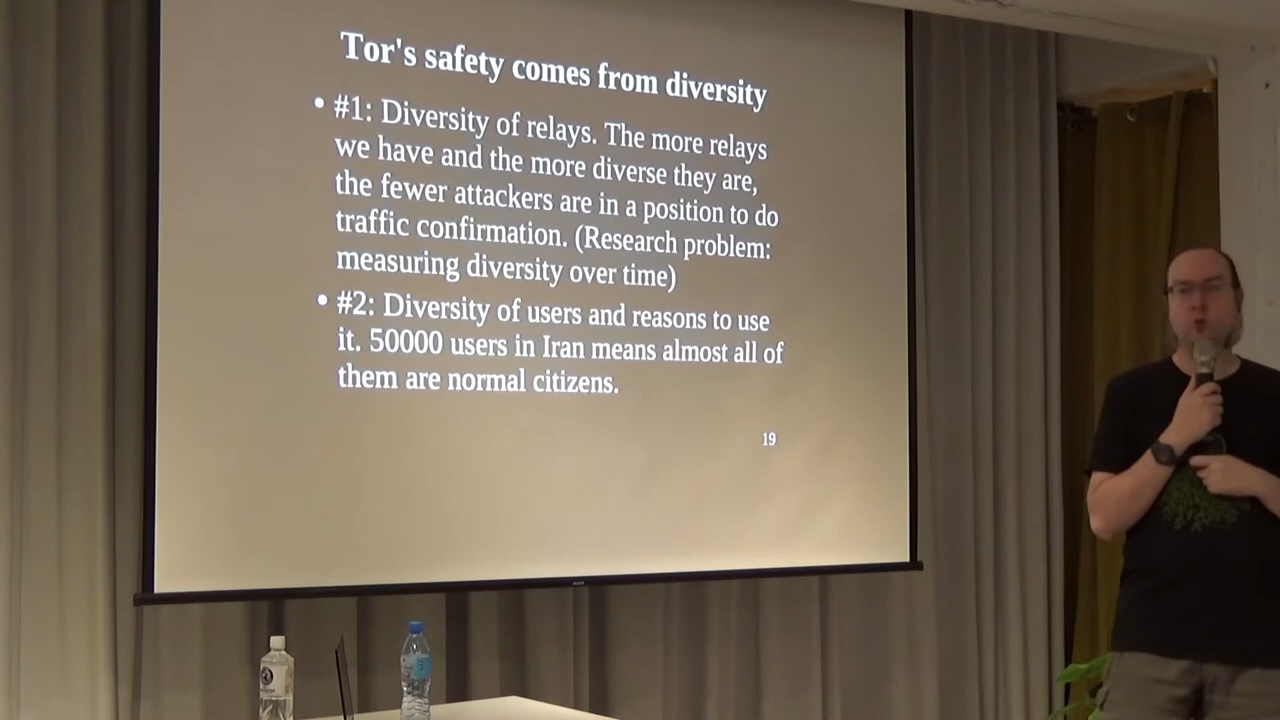 Tor's safety comes from diversity
• #1: Diversity of relays. The more relays
we have and the more diverse they are,
the fewer attackers are in a position to do
traffic confirmation. (Research problem:
measuring diversity over time)
• #2: Diversity of users and reasons to use
it. 50000 users in Iran means almost all of
them are normal citizens.
19